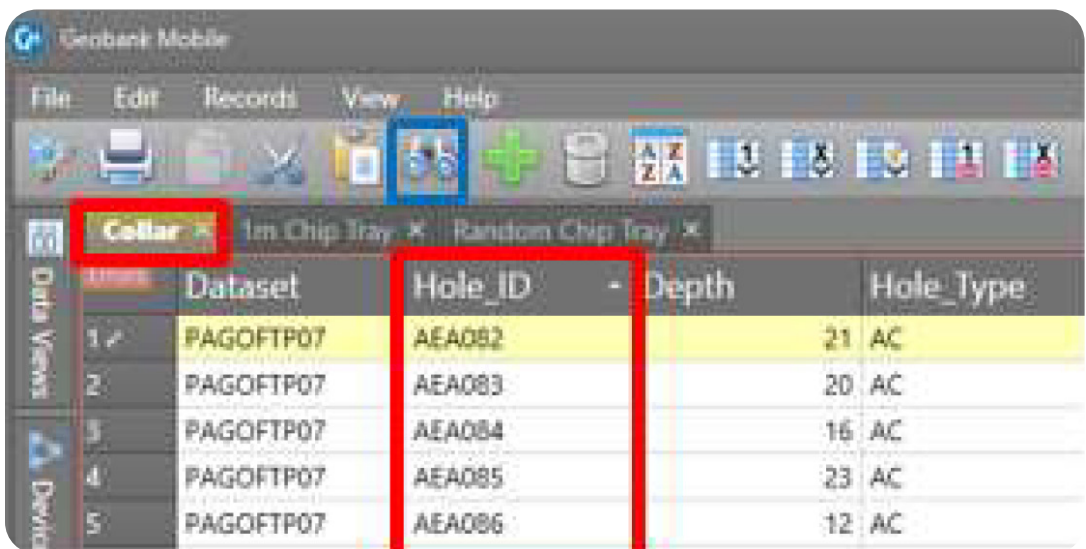 Geobank Mobile
File Edit Records View Help
Collar × 1m Chip Tray × Random Chip Tray ×
Dataset Hole_ID Depth Hole_Type
1 PAGOFTP07 AEA082 21 AC
2 PAGOFTP07 AEA083 20 AC
3 PAGOFTP07 AEA084 16 AC
4 PAGOFTP07 AEA085 23 AC
5 PAGOFTP07 AEA086 12 AC
Data Views
Devic